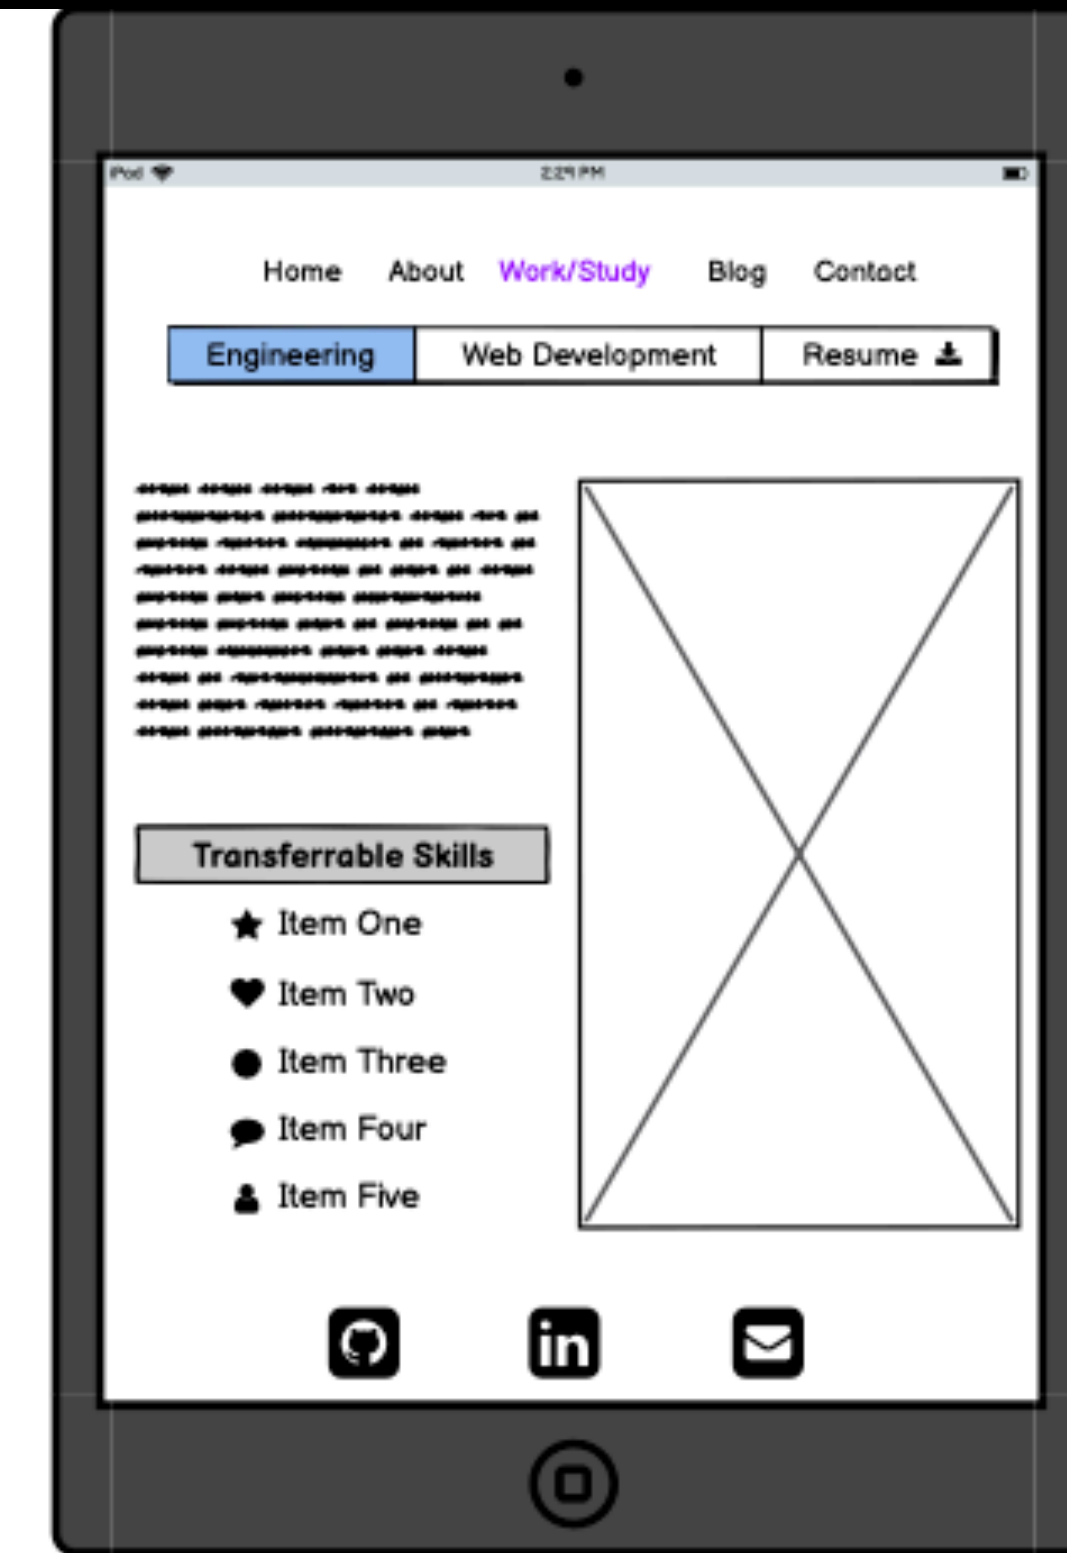 iPad 2:29 PM
Home About Work/Study Blog Contact
Engineering Web Development Resume
Transferrable Skills
Item One
Item Two
Item Three
Item Four
Item Five
in